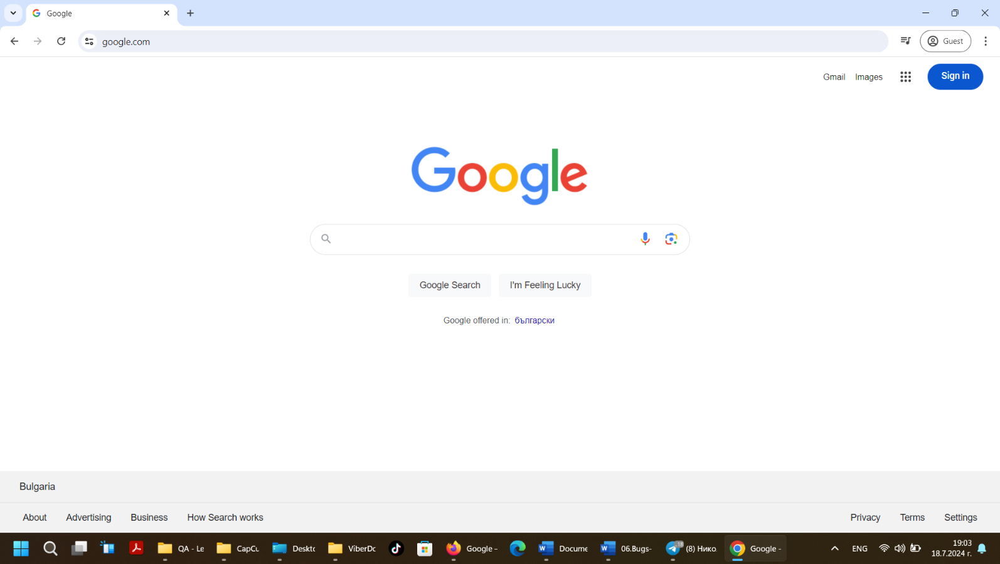 Google
google.com
Guest
Gmail Images Sign in
Google
Google Search I'm Feeling Lucky
Google offered in: български
Bulgaria
About Advertising Business How Search works Privacy Terms Settings
QA - Le CapCu Deskto ViberDo Google - Docume 06.Bugs- 18 (8) Нико. Google - ENG 19:03
18.7.2024 г.